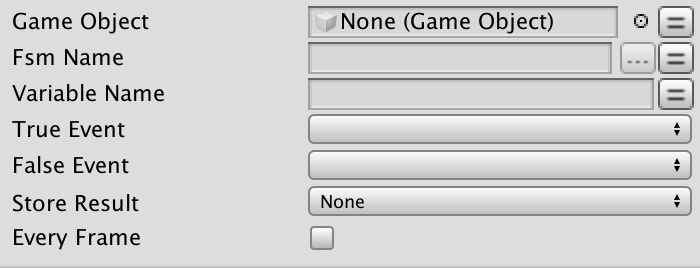 Game Object None (Game Object)
Fsm Name ...
Variable Name
True Event
False Event
Store Result None
Every Frame